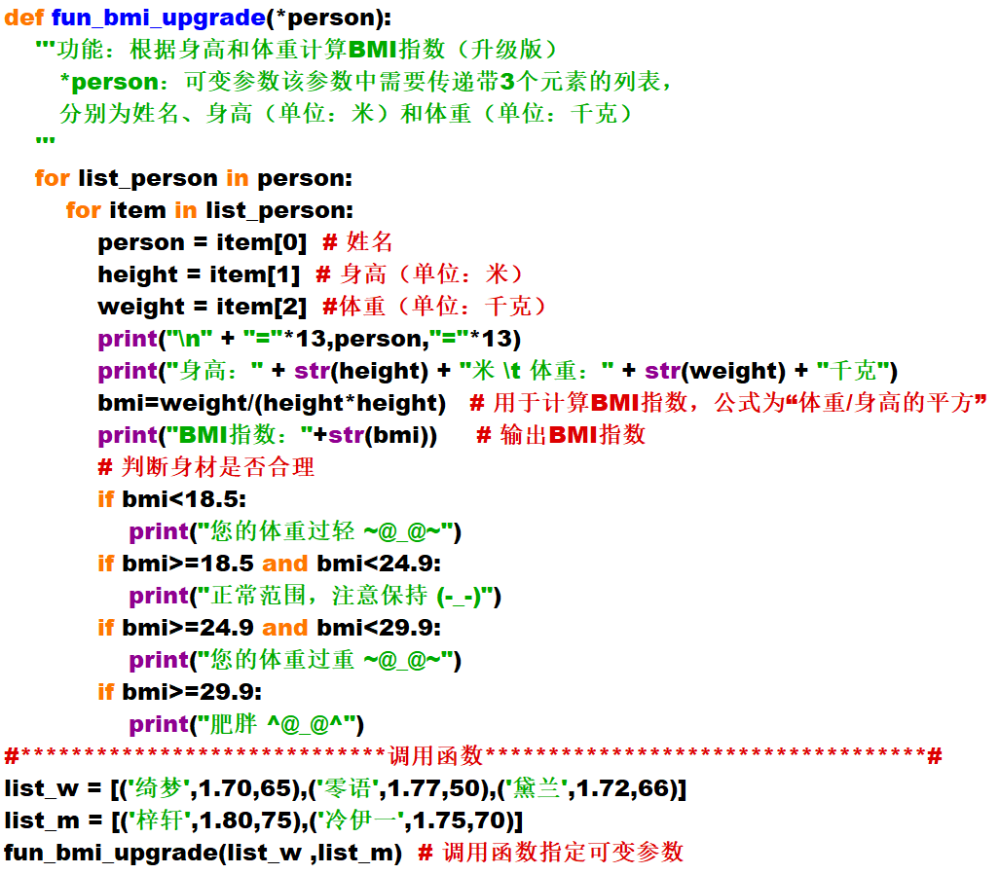 def fun_bmi_upgrade(*person):
'''功能：根据身高和体重计算BMI指数（升级版）
*person：可变参数该参数中需要传递带3个元素的列表，
分别为姓名、身高（单位：米）和体重（单位：千克）
'''
for list_person in person:
for item in list_person:
person = item[0]  # 姓名
height = item[1]  # 身高（单位：米）
weight = item[2]  #体重（单位：千克）
print("\n" + "="*13,person,"="*13)
print("身高：" + str(height) + "米 \t 体重：" + str(weight) + "千克")
bmi=weight/(height*height)   # 用于计算BMI指数，公式为“体重/身高的平方”
print("BMI指数："+str(bmi))     # 输出BMI指数
# 判断身材是否合理
if bmi<18.5:
print("您的体重过轻 ~@_@~")
if bmi>=18.5 and bmi<24.9:
print("正常范围，注意保持 (-_-)")
if bmi>=24.9 and bmi<29.9:
print("您的体重过重 ~@_@~")
if bmi>=29.9:
print("肥胖 ^@_@^")
#*****************************调用函数***********************************#
list_w = [('绮梦',1.70,65),('零语',1.77,50),('黛兰',1.72,66)]
list_m = [('梓轩',1.80,75),('冷伊一',1.75,70)]
fun_bmi_upgrade(list_w ,list_m)  # 调用函数指定可变参数